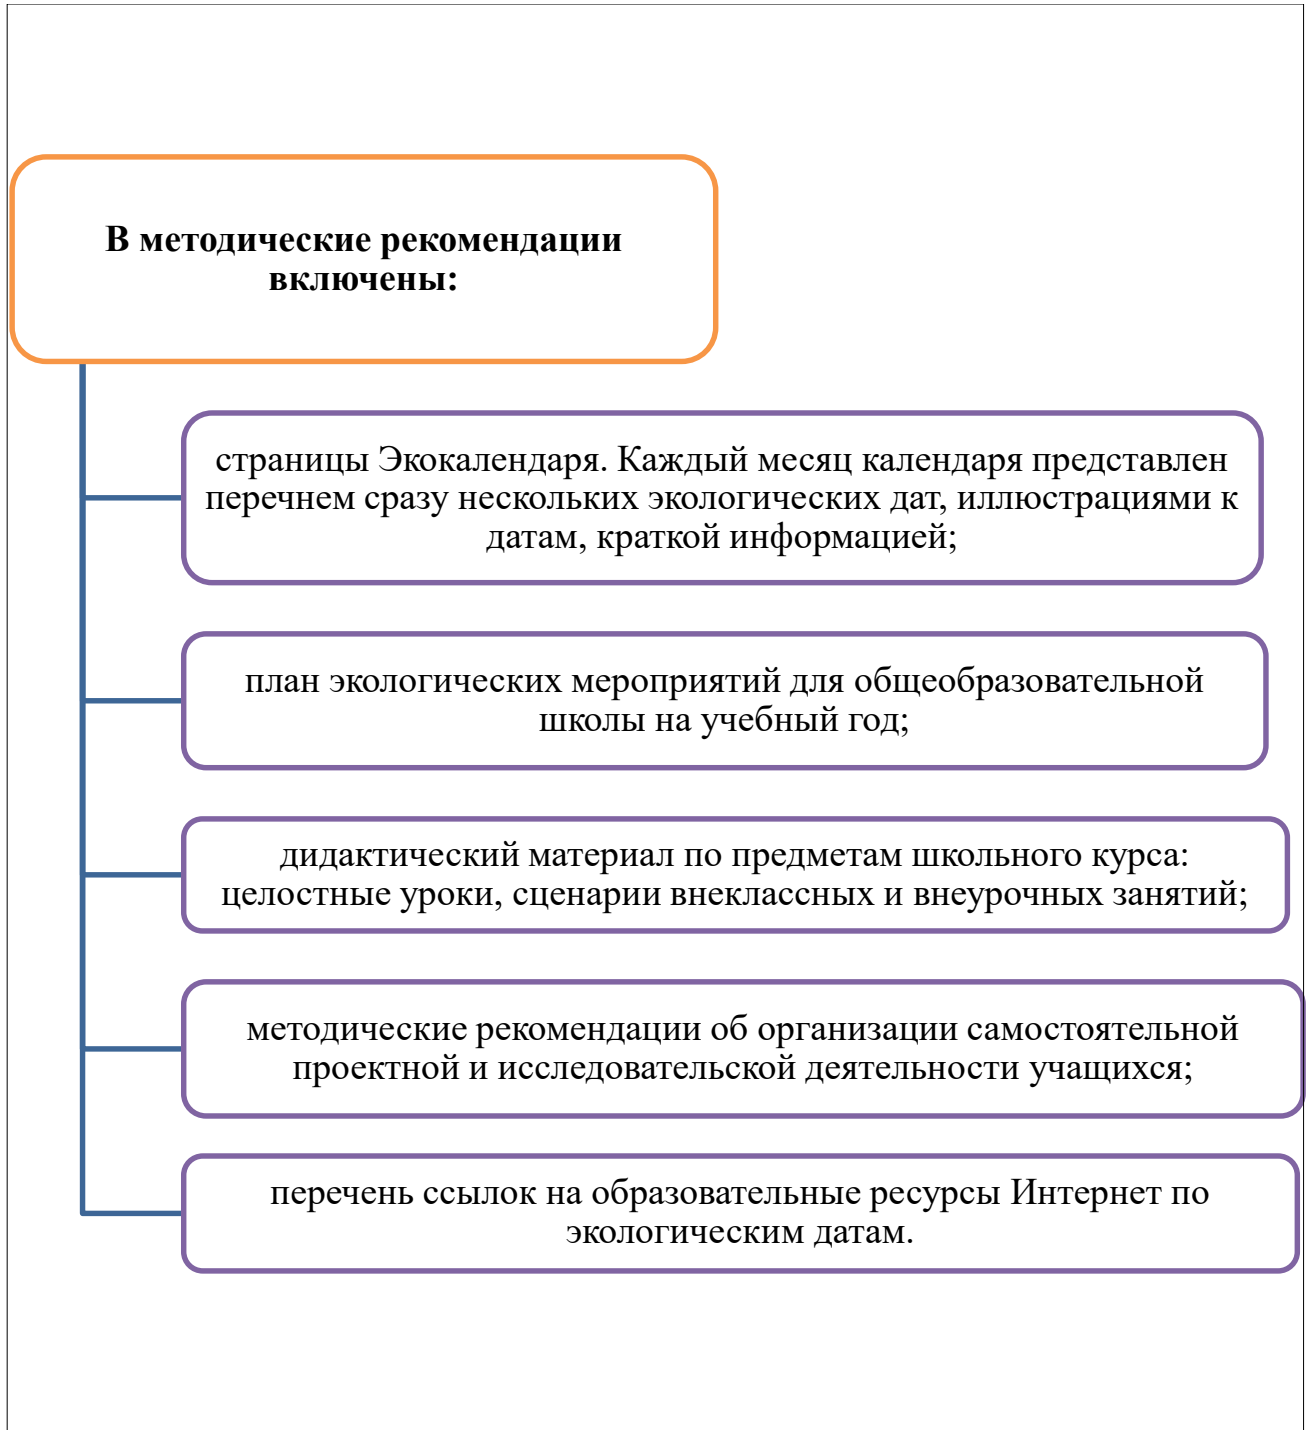 В методические рекомендации
включены:
страницы Экокалендаря. Каждый месяц календаря представлен
перечнем сразу нескольких экологических дат, иллюстрациями к
датам, краткой информацией;
план экологических мероприятий для общеобразовательной
школы на учебный год;
дидактический материал по предметам школьного курса:
целостные уроки, сценарии внеклассных и внеурочных занятий;
методические рекомендации об организации самостоятельной
проектной и исследовательской деятельности учащихся;
перечень ссылок на образовательные ресурсы Интернет по
экологическим датам.